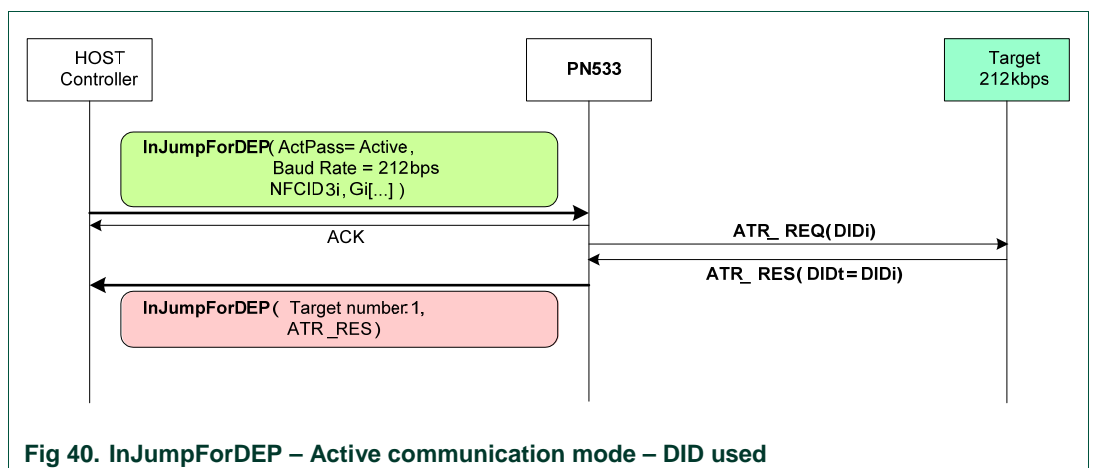 HOST
Controller
PN533
Target
212kbps
InJumpForDEP( ActPass= Active,
Baud Rate = 212bps
NFCID3i, Gi[...] )
ACK
ATR_ REQ(DIDi)
ATR_ RES( DIDt= DIDi)
InJumpForDEP( Target number:1,
ATR_RES)
Fig 40. InJumpForDEP – Active communication mode – DID used